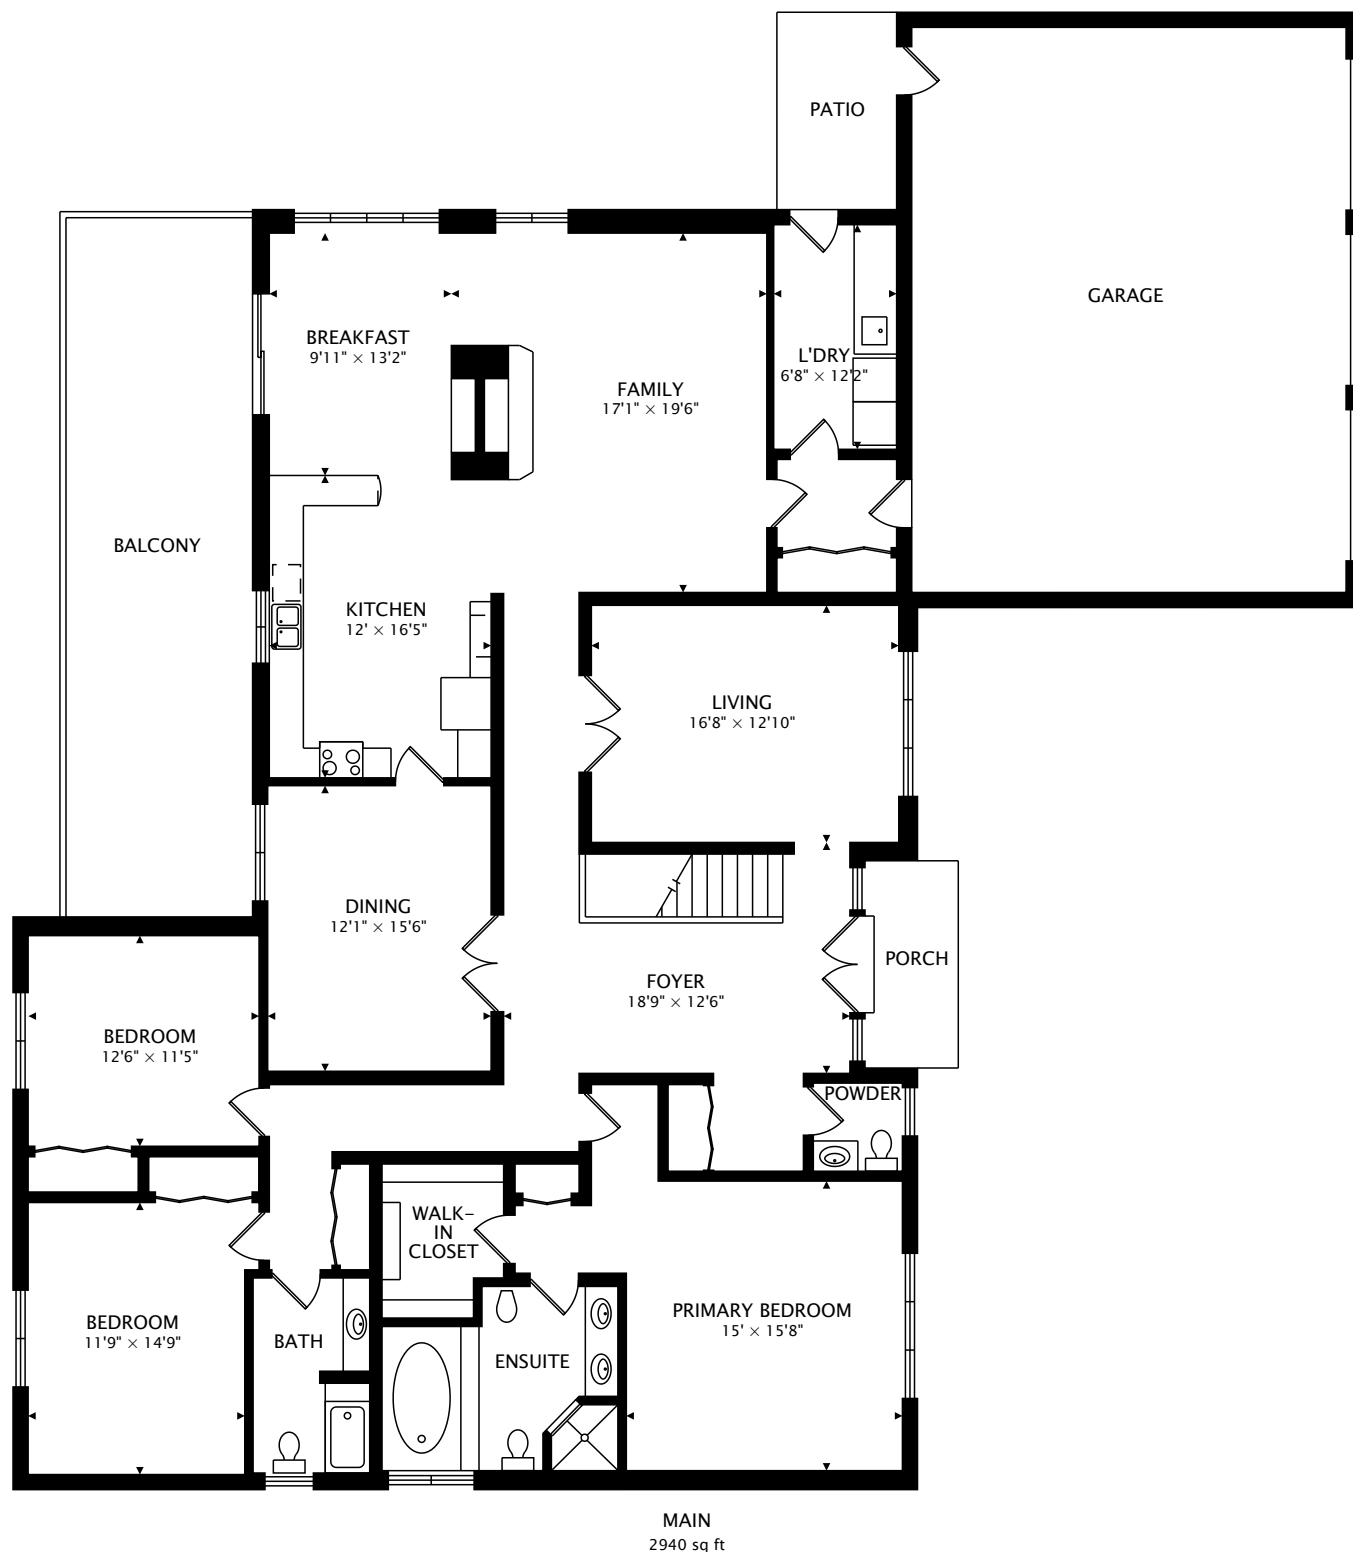 PATIO
GARAGE
BREAKFAST
9'11" × 13'2"
L'DRY
6'8" × 12'2"
FAMILY
17'1" × 19'6"
BALCONY
KITCHEN
12' × 16'5"
LIVING
16'8" × 12'10"
DINING
12'1" × 15'6"
PORCH
FOYER
18'9" × 12'6"
BEDROOM
12'6" × 11'5"
POWDER
WALK-
IN
CLOSET
PRIMARY BEDROOM
15' × 15'8"
BEDROOM
11'9" × 14'9"
BATH
ENSUITE
MAIN
2940 sq ft